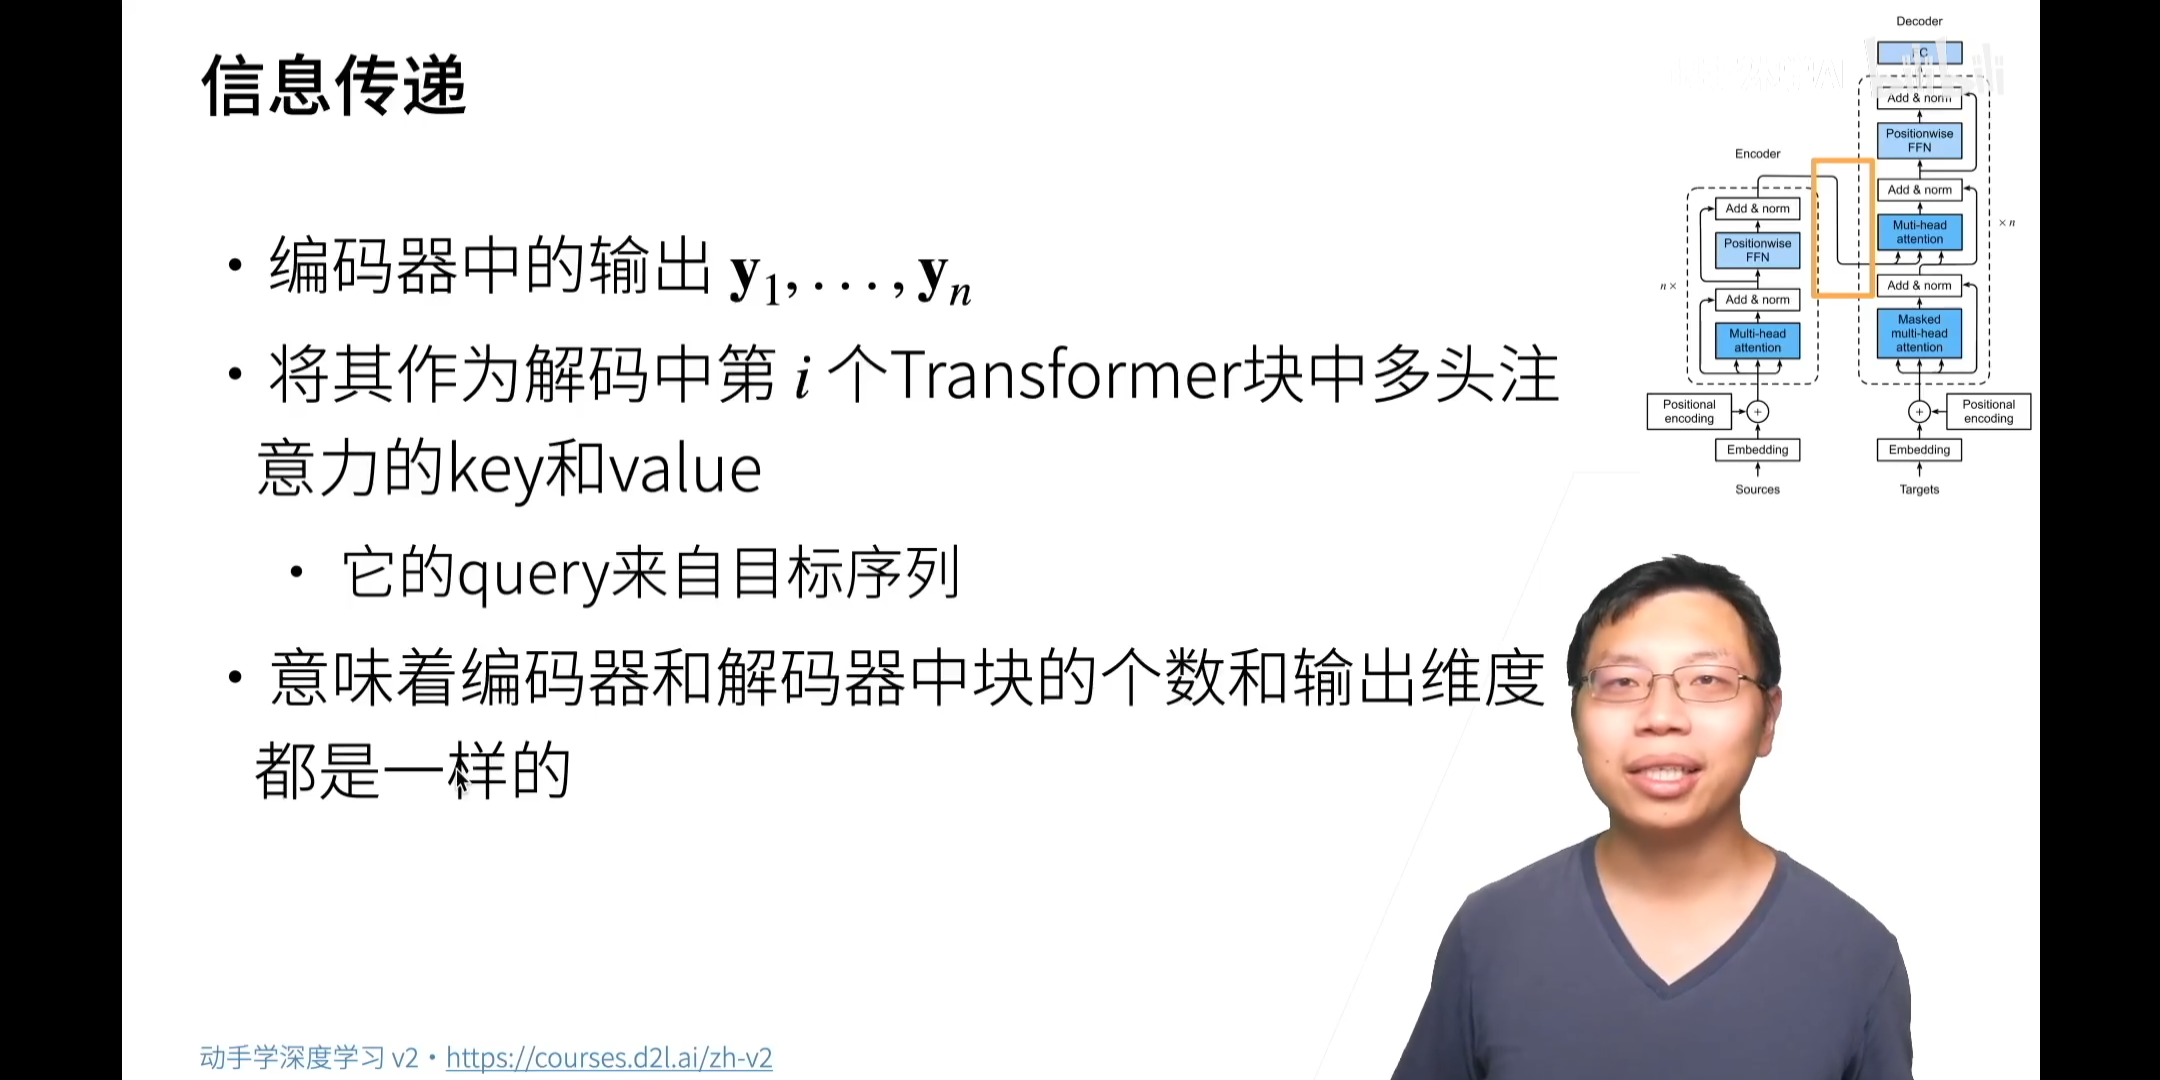 信息传递
• 编码器中的输出 y1, . . . , yn
• 将其作为解码中第 i 个Transformer块中多头注
意力的key和value
• 它的query来自目标序列
• 意味着编码器和解码器中块的个数和输出维度
都是一样的
动手学深度学习 v2 • https://courses.d2l.ai/zh-v2
Encoder
Add & norm
Positionwise
FFN
Add & norm
n ×
Multi-head
attention
Positional
encoding
+
Embedding
Sources
Decoder
FC
Add & norm
Positionwise
FFN
Add & norm
Muti-head
attention
× n
Add & norm
Masked
multi-head
attention
+
Positional
encoding
Embedding
Targets